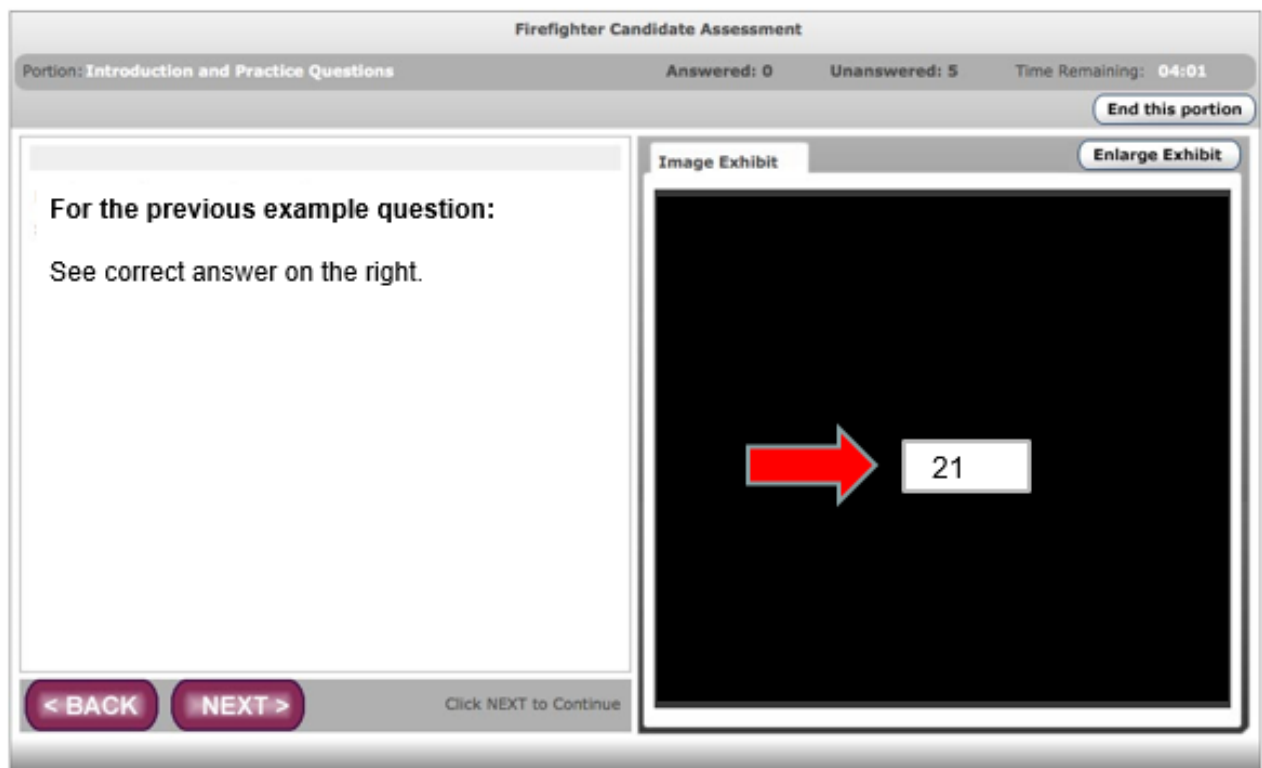 Firefighter Candidate Assessment
Portion: Introduction and Practice Questions Answered: 0 Unanswered: 5 Time Remaining: 04:01
End this portion
For the previous example question:
See correct answer on the right.
< BACK NEXT > Click NEXT to Continue
Image Exhibit Enlarge Exhibit
21